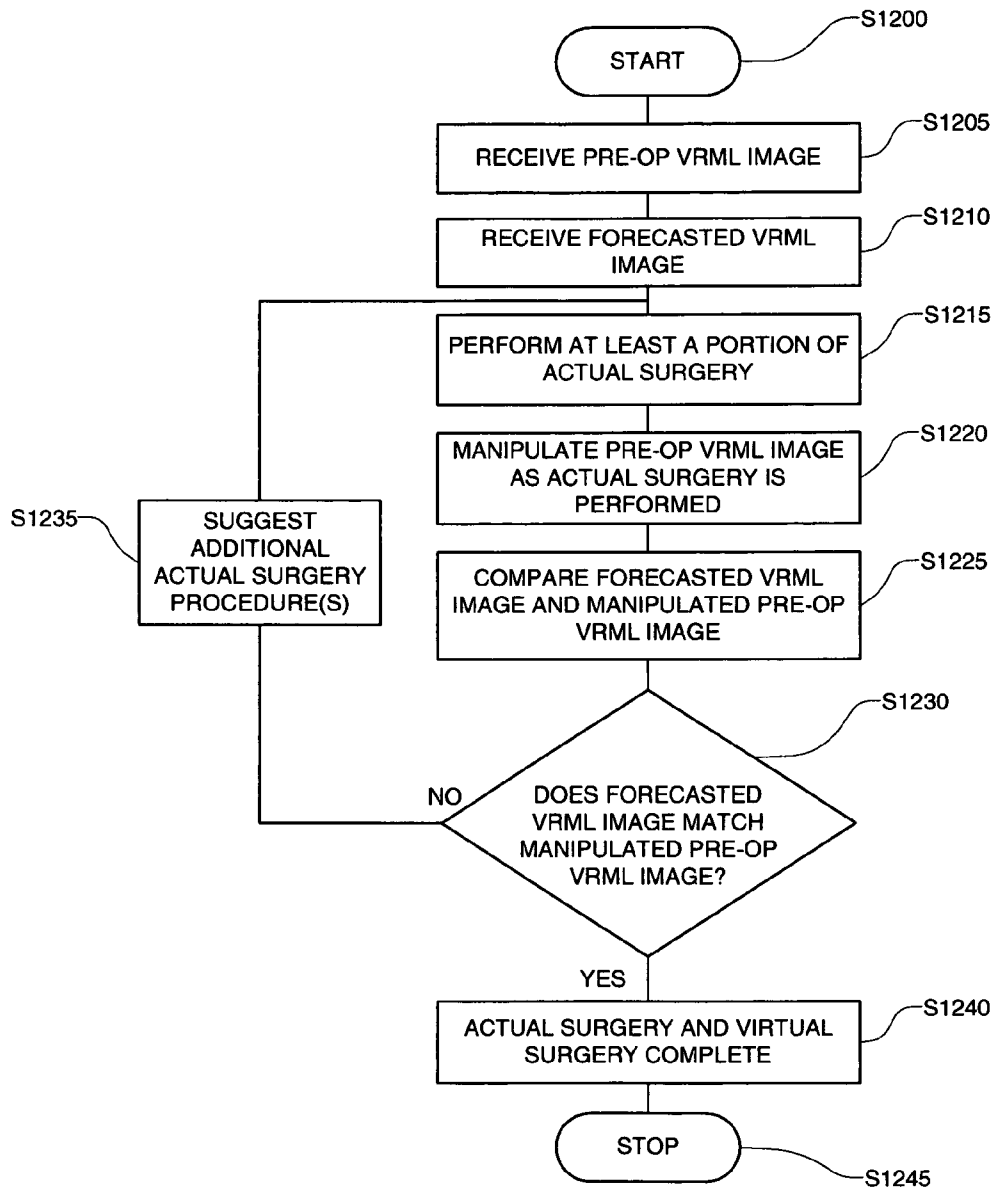 START
S1200
RECEIVE PRE-OP VRML IMAGE
S1205
RECEIVE FORECASTED VRML
IMAGE
S1210
PERFORM AT LEAST A PORTION OF
ACTUAL SURGERY
S1215
MANIPULATE PRE-OP VRML IMAGE
AS ACTUAL SURGERY IS
PERFORMED
S1220
S1235
SUGGEST
ADDITIONAL
ACTUAL SURGERY
PROCEDURE(S)
COMPARE FORECASTED VRML
IMAGE AND MANIPULATED PRE-OP
VRML IMAGE
S1225
S1230
NO
DOES FORECASTED
VRML IMAGE MATCH
MANIPULATED PRE-OP
VRML IMAGE?
YES
ACTUAL SURGERY AND VIRTUAL
SURGERY COMPLETE
S1240
STOP
S1245